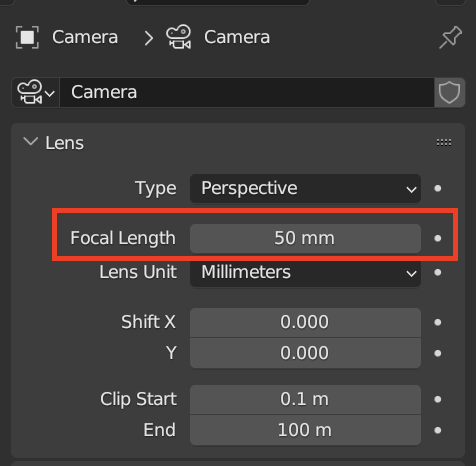 Camera > Camera
Camera
Lens
Type Perspective
Focal Length 50 mm
Lens Unit Millimeters
Shift X 0.000
Y 0.000
Clip Start 0.1 m
End 100 m